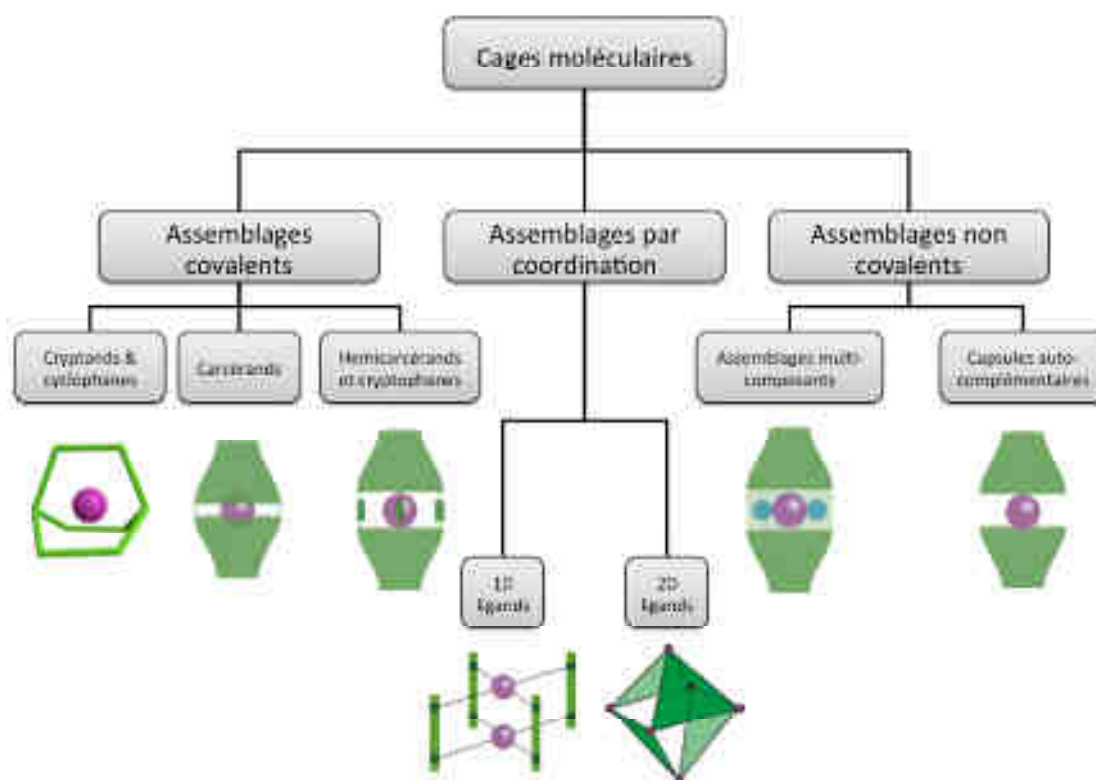 Cages moléculaires
Assemblages
covalents
Assemblages par
coordination
Assemblages non
covalents
Cryptands &
cyclophanes
Carcérands
Hemicarcérands
et cryptophanes
Assemblages multi-
composants
Capsules auto-
complémentaires
1D
ligands
2D
ligands